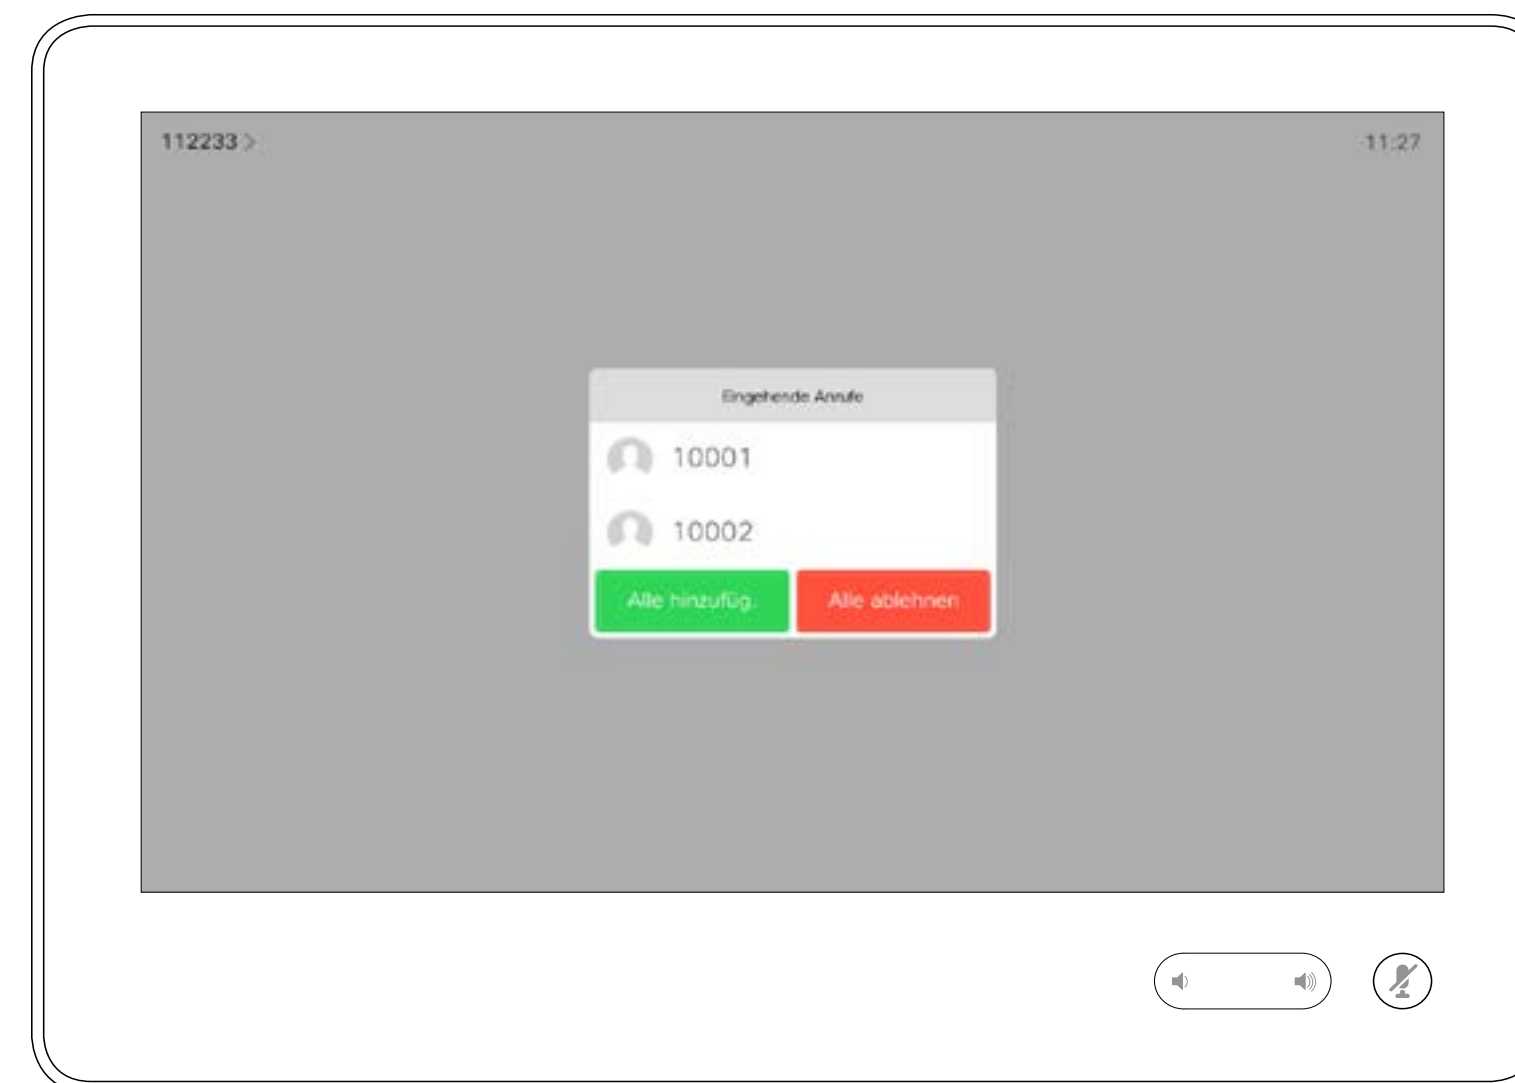 112233 >
11:27
Eingehende Anrufe
10001
10002
Alle hinzufüg.
Alle ablehnen